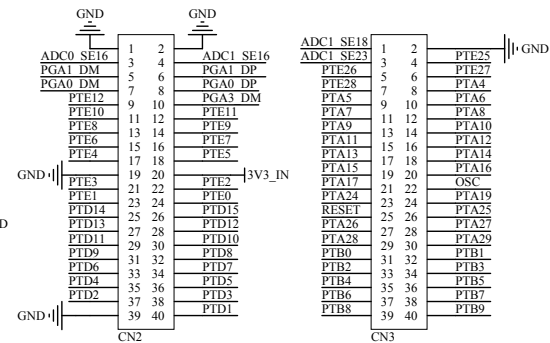 GND GND
1 2
ADC0_SE16 3 4 ADC1_SE16
PGA1_DM 5 6 PGA1_DP
PGA0_DM 7 8 PGA0_DP
PTE12 9 10 PGA3_DM
PTE10 11 12 PTE11
PTE8 13 14 PTE9
PTE6 15 16 PTE7
PTE4 17 18 PTE5
GND 19 20 3V3_IN
PTE3 21 22 PTE2
PTE1 23 24 PTE0
PTD14 25 26 PTD15
D
PTD13 27 28 PTD12
PTD11 29 30 PTD10
PTD9 31 32 PTD8
PTD6 33 34 PTD7
PTD4 35 36 PTD5
PTD2 37 38 PTD3
GND 39 40 PTD1
CN2
ADC1_SE18 1 2 GND
ADC1_SE23 3 4 PTE25
PTE26 5 6 PTE27
PTE28 7 8 PTA4
PTA5 9 10 PTA6
PTA7 11 12 PTA8
PTA9 13 14 PTA10
PTA11 15 16 PTA12
PTA13 17 18 PTA14
PTA15 19 20 PTA16
PTA17 21 22 OSC
PTA24 23 24 PTA19
RESET 25 26 PTA25
PTA26 27 28 PTA27
PTA28 29 30 PTA29
PTB0 31 32 PTB1
PTB2 33 34 PTB3
PTB4 35 36 PTB5
PTB6 37 38 PTB7
PTB8 39 40 PTB9
CN3